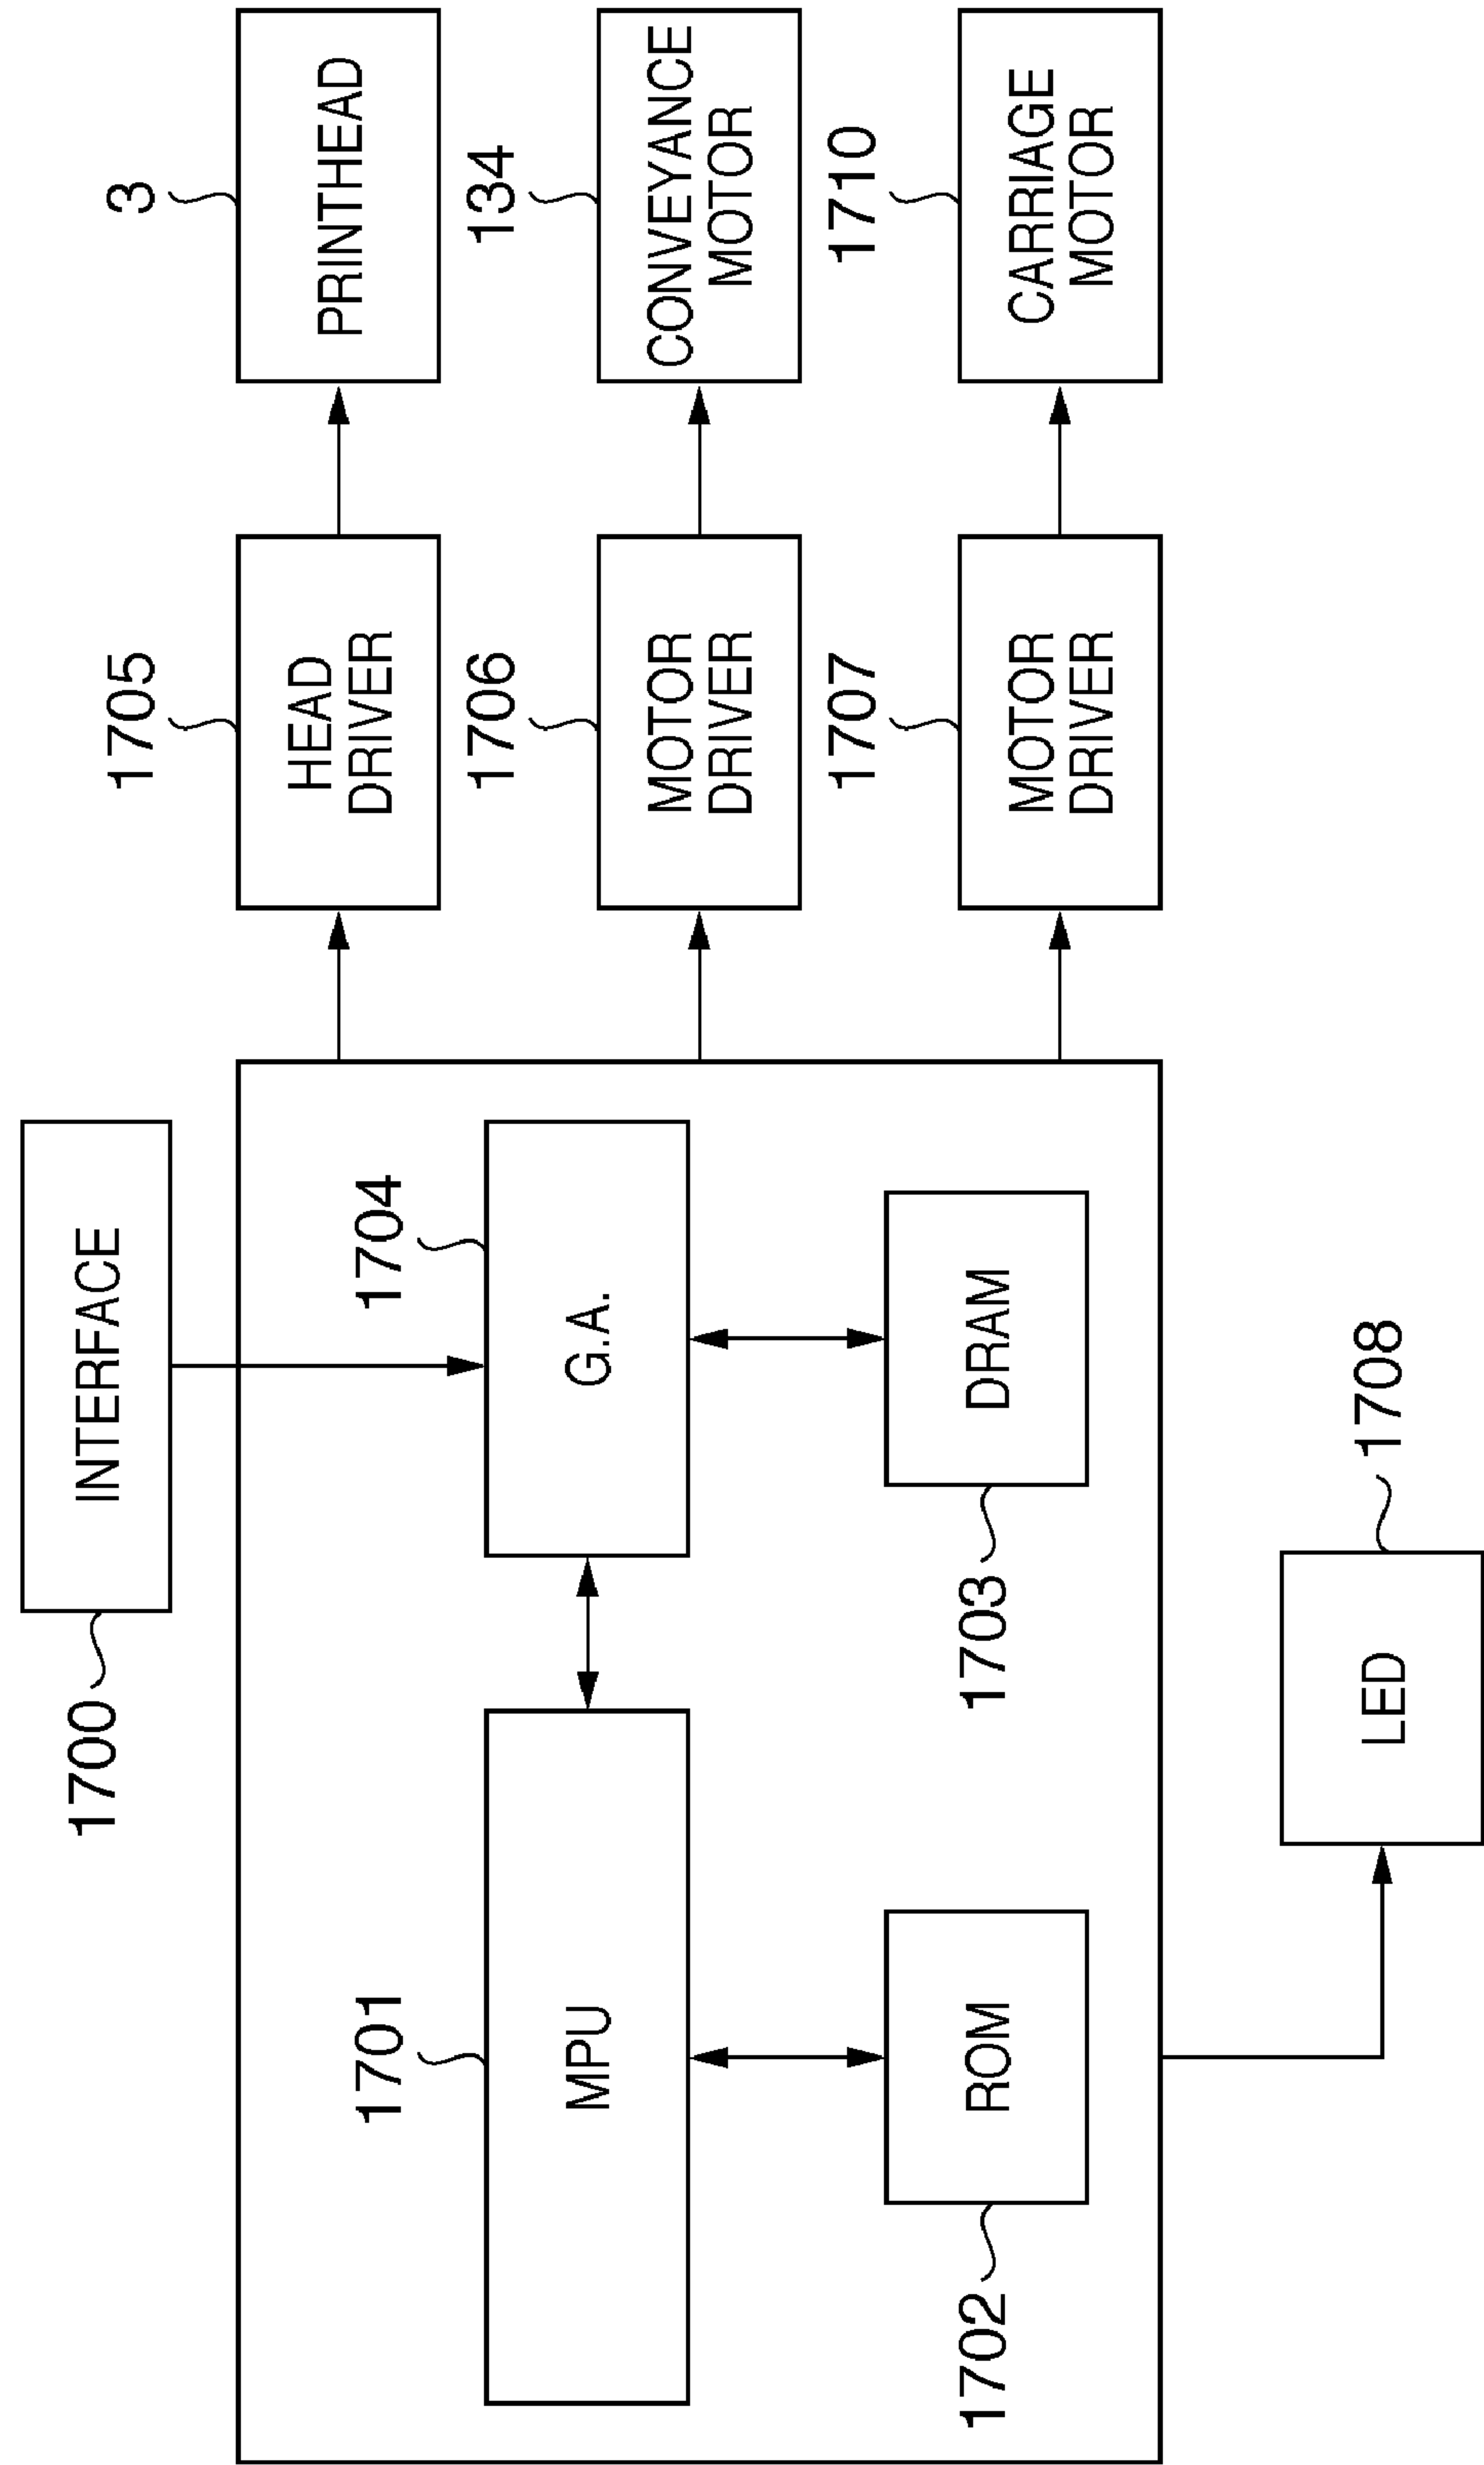 1700
INTERFACE
1701
MPU
1704
G.A.
1702
ROM
1703
DRAM
LED
1708
1705
HEAD
DRIVER
3
PRINTHEAD
1706
MOTOR
DRIVER
134
CONVEYANCE
MOTOR
1707
MOTOR
DRIVER
1710
CARRIAGE
MOTOR